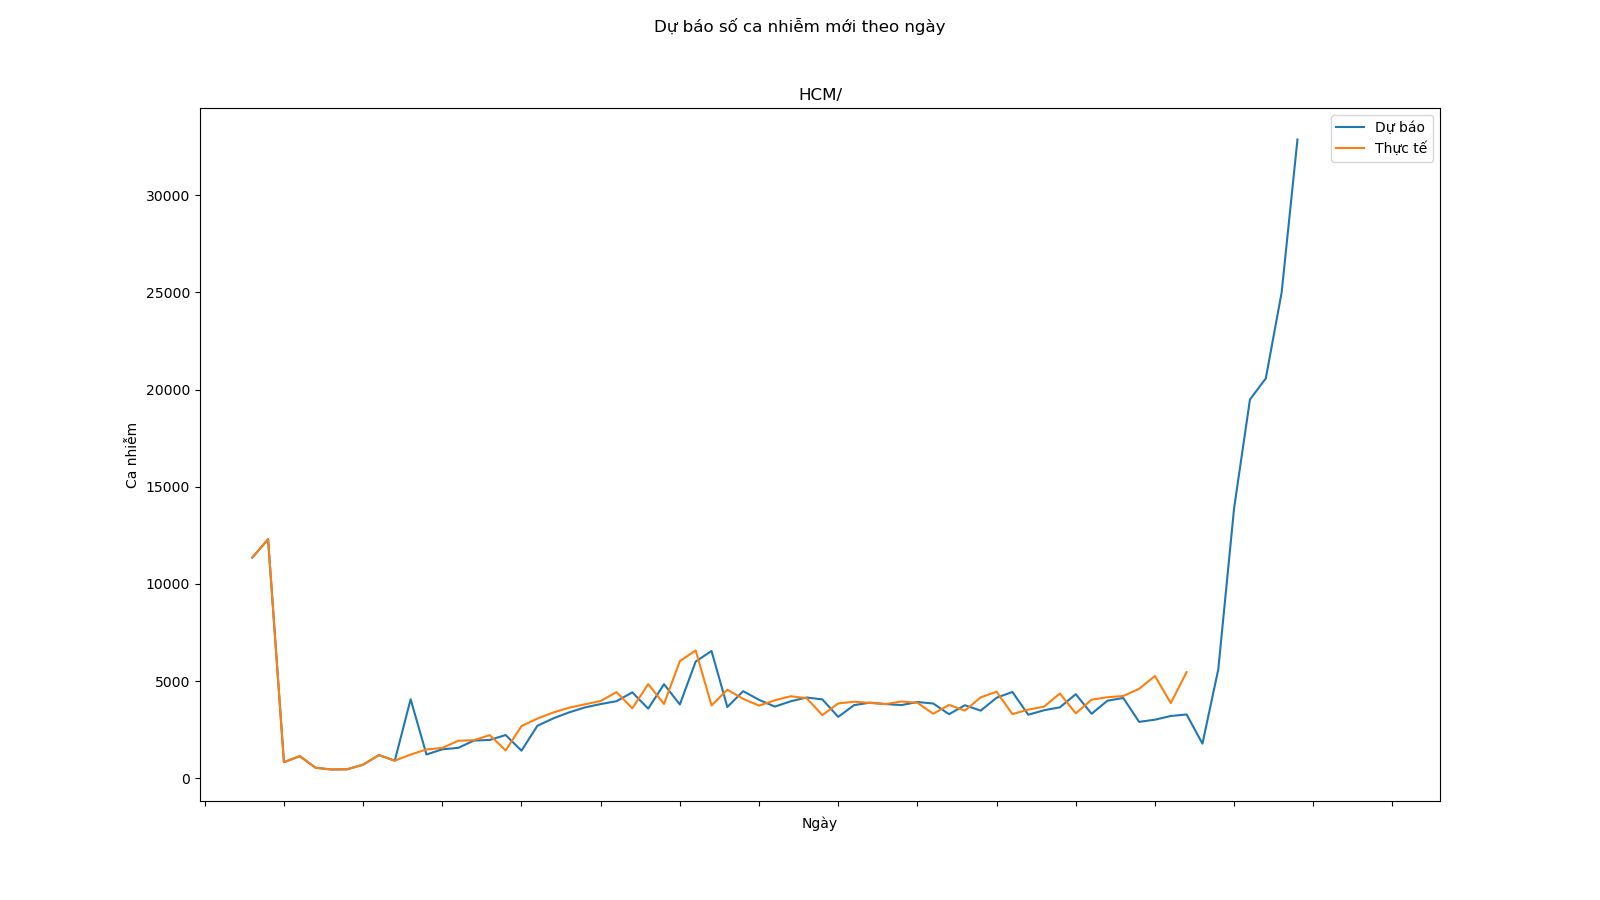 Dự báo số ca nhiễm mới theo ngày
HCM/
Dự báo
Thực tế
30000
25000
20000
15000
10000
5000
0
Ca nhiễm
Ngày